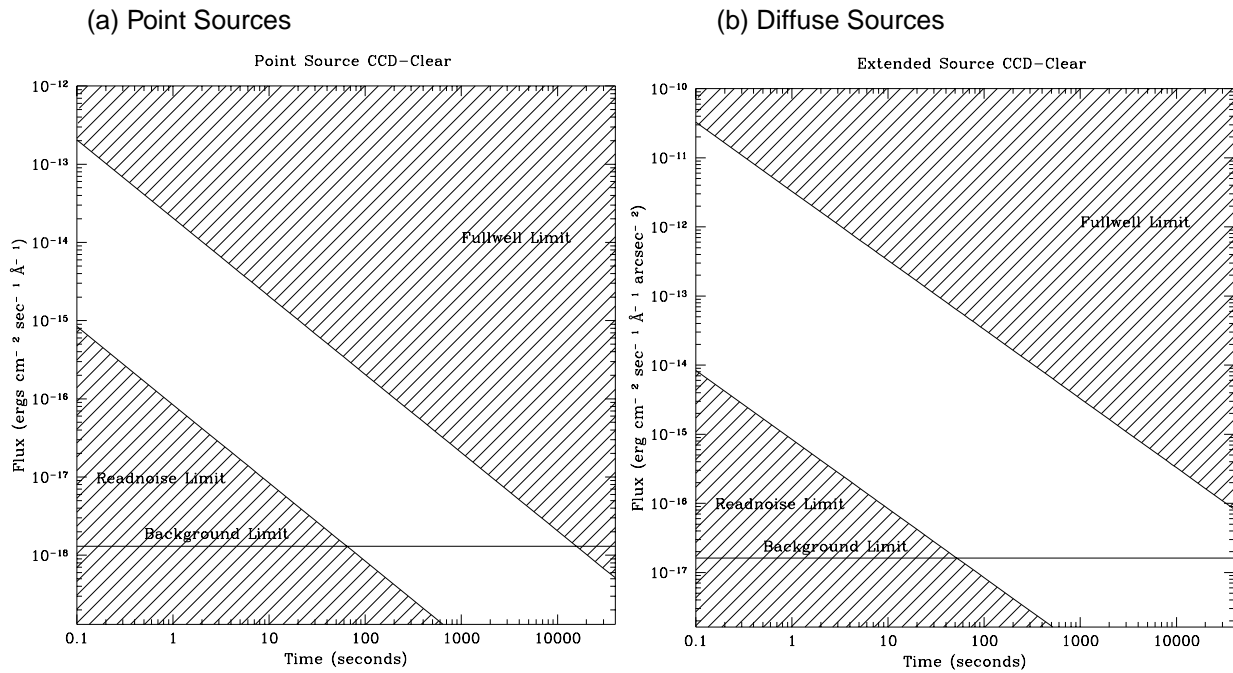 (a) Point Sources
Point Source CCD-Clear
Flux (ergs cm⁻² sec⁻¹ Å⁻¹)
10⁻¹²
10⁻¹³
10⁻¹⁴
10⁻¹⁵
10⁻¹⁶
10⁻¹⁷
10⁻¹⁸
Fullwell Limit
Readnoise Limit
Background Limit
0.1 1 10 100 1000 10000
Time (seconds)
(b) Diffuse Sources
Extended Source CCD-Clear
Flux (erg cm⁻² sec⁻¹ Å⁻¹ arcsec⁻²)
10⁻¹⁰
10⁻¹¹
10⁻¹²
10⁻¹³
10⁻¹⁴
10⁻¹⁵
10⁻¹⁶
10⁻¹⁷
Fullwell Limit
Readnoise Limit
Background Limit
0.1 1 10 100 1000 10000
Time (seconds)